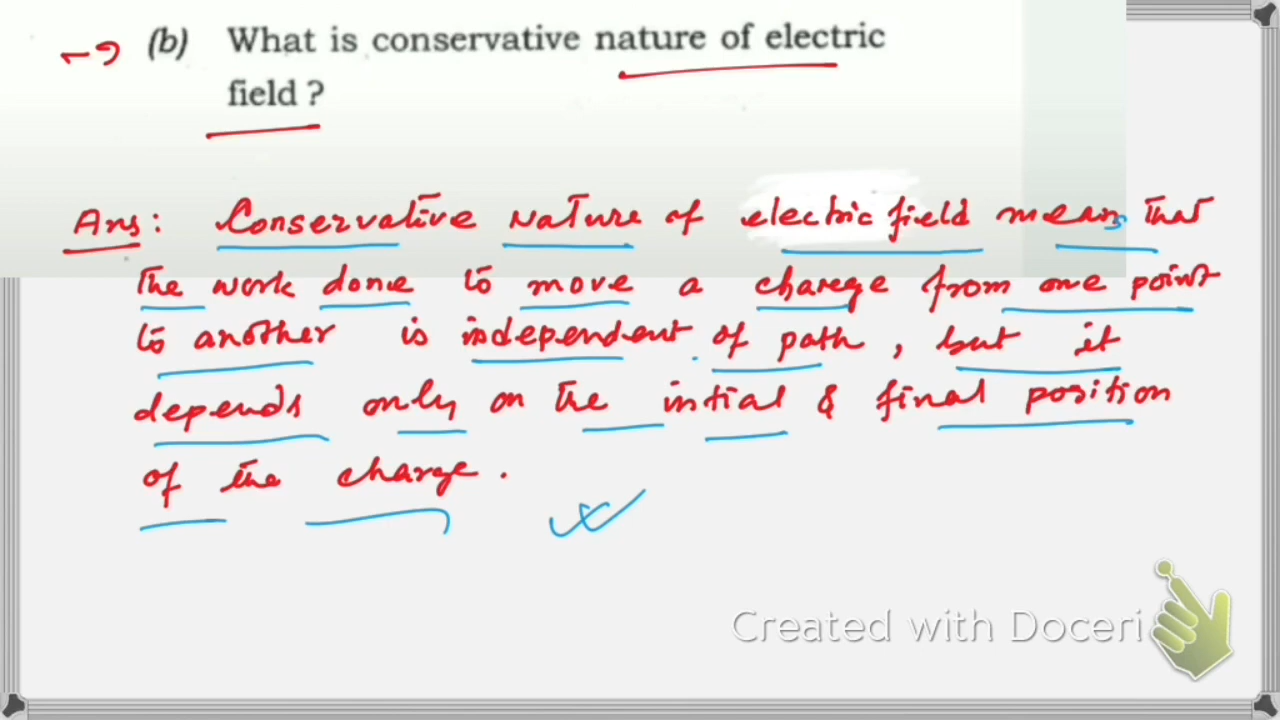 (b) What is conservative nature of electric
field ?
Ans: Conservative nature of electric field means that
the work done to move a charge from one point
to another is independent of path, but it
depends only on the initial & final position
of the charge.
Created with Doceri